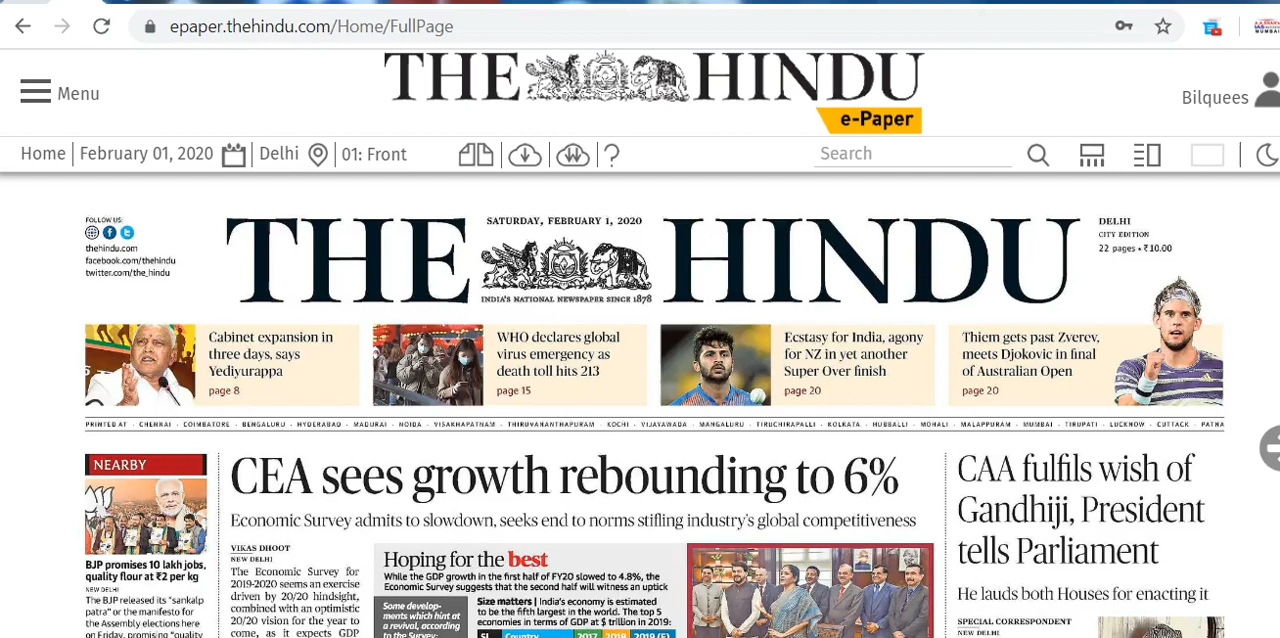 epaper.thehindu.com/Home/FullPage
Menu
THE HINDU
e-Paper
Bilquees
Home
February 01, 2020
Delhi
01: Front
?
Search
FOLLOW US:
thehindu.com
facebook.com/thehindu
twitter.com/the_hindu
THE HINDU
SATURDAY, FEBRUARY 1, 2020
INDIA'S NATIONAL NEWSPAPER SINCE 1878
DELHI
CITY EDITION
22 pages • ₹10.00
Cabinet expansion in
three days, says
Yediyurappa
page 8
WHO declares global
virus emergency as
death toll hits 213
page 15
Ecstasy for India, agony
for NZ in yet another
Super Over finish
page 20
Thiem gets past Zverev,
meets Djokovic in final
of Australian Open
page 20
PRINTED AT · CHENNAI · COIMBATORE · BENGALURU · HYDERABAD · MADURAI · NOIDA · VISAKHAPATNAM · THIRUVANANTHAPURAM · KOCHI · VIJAYAWADA · MANGALURU · TIRUCHIRAPALLI · KOLKATA · HUBBALLI · MOHALI · MALAPPURAM · MUMBAI · TIRUPATI · LUCKNOW · CUTTACK · PATNA
NEARBY
BJP promises 10 lakh jobs,
quality flour at ₹2 per kg
NEW DELHI
The BJP released its "sankalp
patra" or the manifesto for
the Assembly elections here
on Friday, promising "quality
CEA sees growth rebounding to 6%
Economic Survey admits to slowdown, seeks end to norms stifling industry's global competitiveness
VIKAS DHOOT
NEW DELHI
The Economic Survey for
2019-2020 seems an exercise
driven by 20/20 hindsight,
combined with an optimistic
20/20 vision for the year to
come, as it expects GDP
Hoping for the best
While the GDP growth in the first half of FY20 slowed to 4.8%, the
Economic Survey suggests that the second half will witness an uptick
Some develop-
ments which hint
at a revival,
according to
the Survey:
Size matters | India's economy is estimated
to be the fifth largest in the world. The top 5
economies in terms of GDP at $ trillion in 2019:
Sl Country 2017 2018 2019 (E)
CAA fulfils wish of
Gandhiji, President
tells Parliament
He lauds both Houses for enacting it
SPECIAL CORRESPONDENT
NEW DELHI